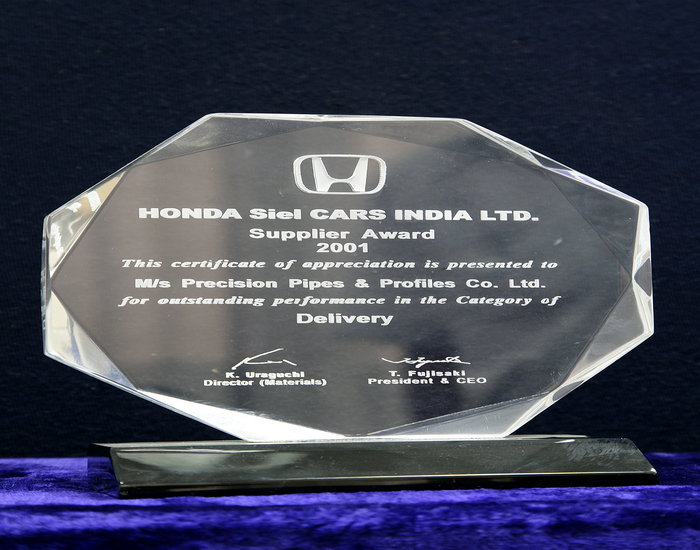 HONDA Siel CARS INDIA LTD.
Supplier Award
2001
This certificate of appreciation is presented to
M/s Precision Pipes & Profiles Co. Ltd.
for outstanding performance in the Category of
Delivery
K. Uraguchi
Director (Materials)
T. Fujisaki
President & CEO